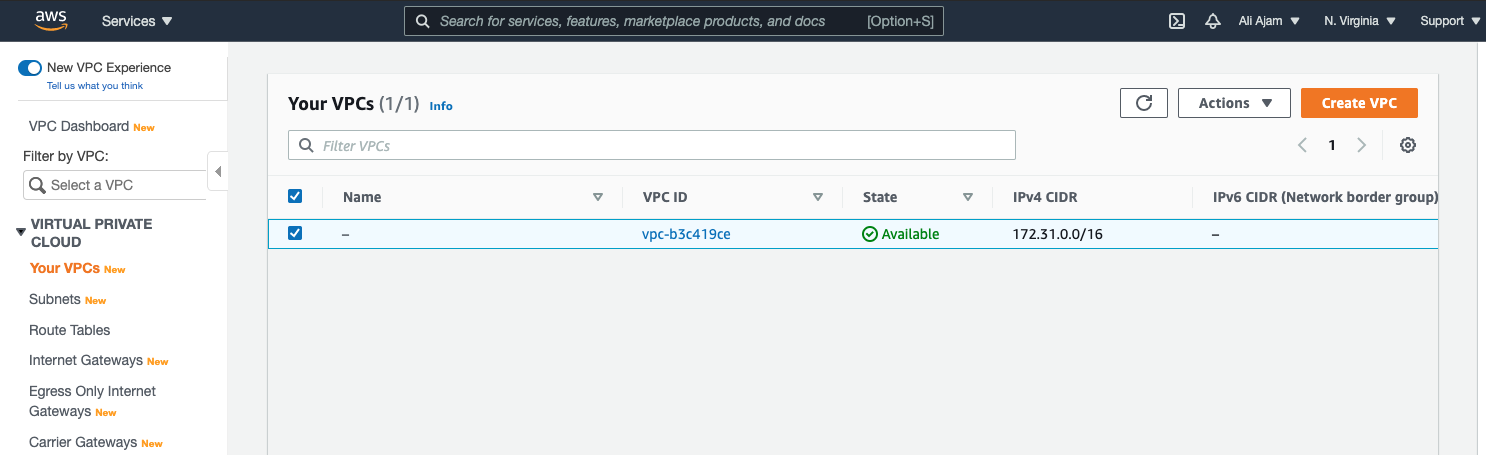 aws Services Search for services, features, marketplace products, and docs [Option+S] Ali Ajam N. Virginia Support
New VPC Experience
Tell us what you think
VPC Dashboard New
Filter by VPC:
Select a VPC
VIRTUAL PRIVATE
CLOUD
Your VPCs New
Subnets New
Route Tables
Internet Gateways New
Egress Only Internet
Gateways New
Carrier Gateways New
Your VPCs (1/1) Info Actions Create VPC
Filter VPCs 1
Name VPC ID State IPv4 CIDR IPv6 CIDR (Network border group)
– vpc-b3c419ce Available 172.31.0.0/16 –